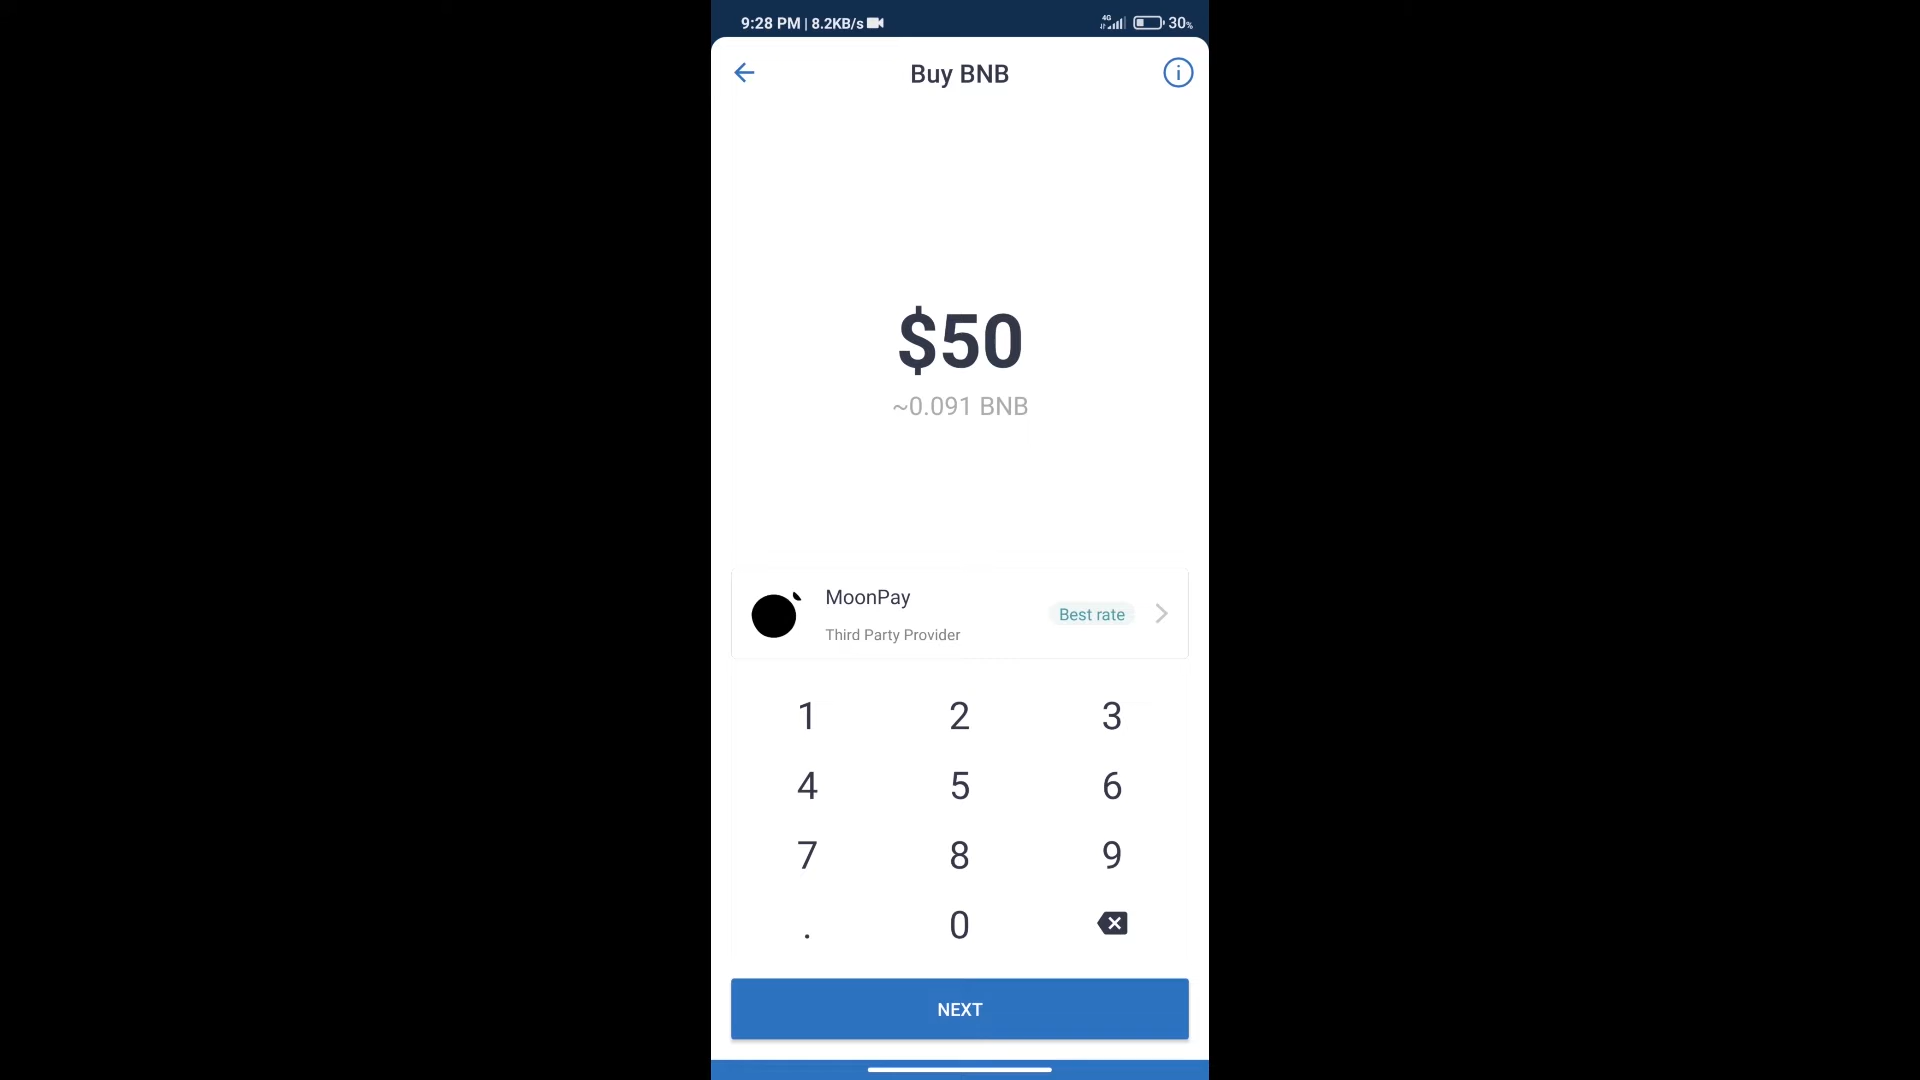 9:28 PM | 8.2KB/s 4G 30%
Buy BNB
$50
~0.091 BNB
MoonPay
Best rate
Third Party Provider
1 2 3
4 5 6
7 8 9
. 0
NEXT